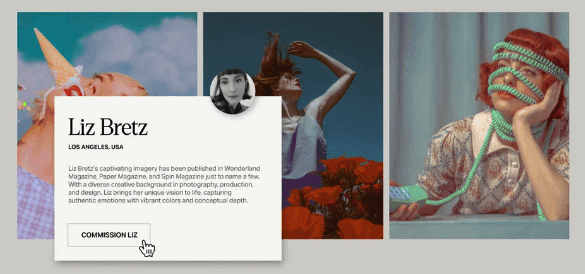 Liz Bretz
LOS ANGELES, USA
Liz Bretz's captivating imagery has been published in Wonderland
Magazine, Paper Magazine, and Spin Magazine just to name a few.
With a diverse creative background in photography, production,
and design, Liz brings her unique vision to life, capturing
authentic emotions with vibrant colors and conceptual depth.
COMMISSION LIZ